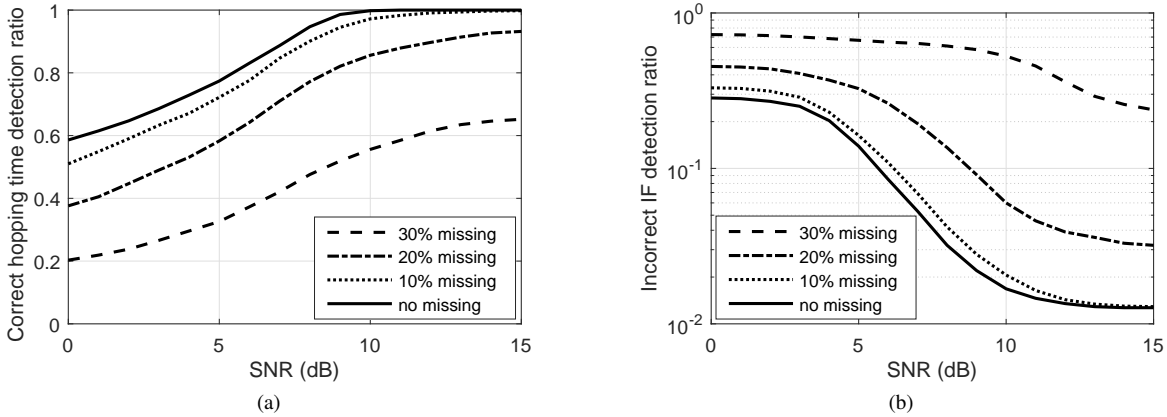 Correct hopping time detection ratio
1
0.8
0.6
0.4
0.2
0
0
5
10
15
SNR (dB)
30% missing
20% missing
10% missing
no missing
(a)
Incorrect IF detection ratio
10^0
10^-1
10^-2
0
5
10
15
SNR (dB)
30% missing
20% missing
10% missing
no missing
(b)